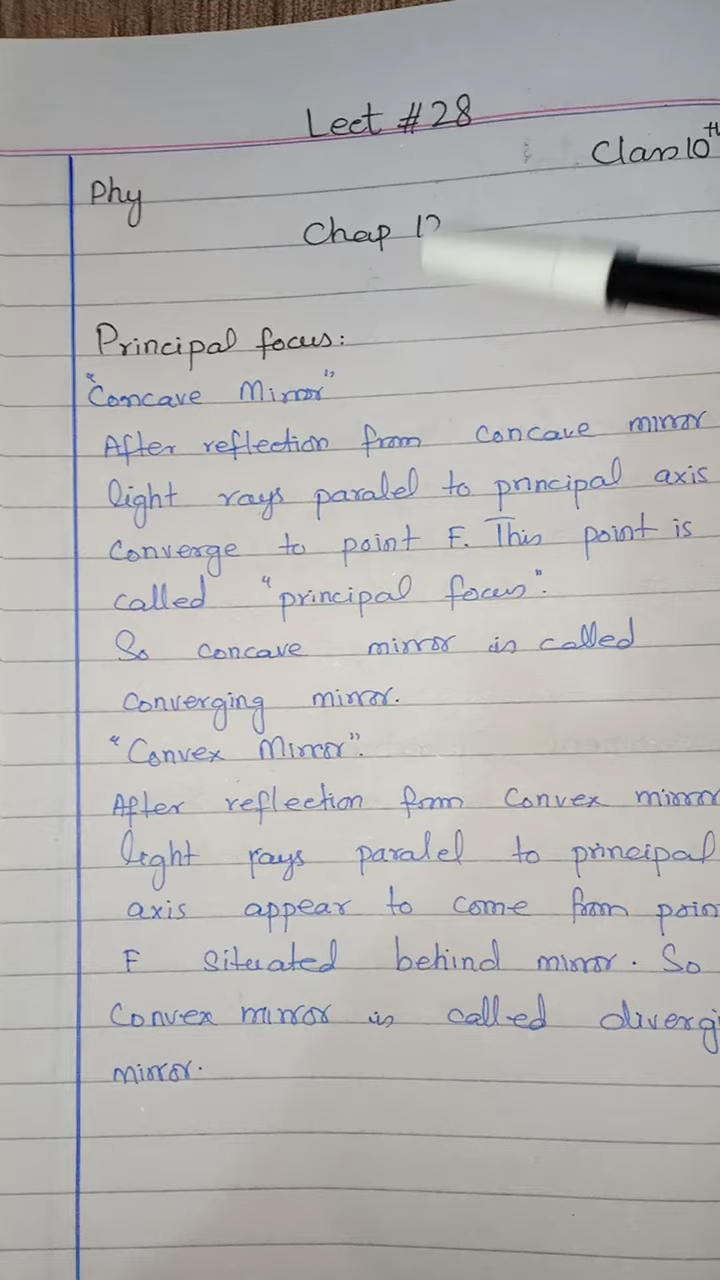 Lect #28
Class 10th
Phy
Chap 12
Principal focus:
"Concave Mirror"
After reflection from concave mirror
light rays paralel to principal axis
converge to point F. This point is
called "principal focus".
So concave mirror is called
converging mirror.
"Convex Mirror".
After reflection from convex mirror
light rays paralel to principal
axis appear to come from poin
F situated behind mirror. So
Convex mirror is called divergi
mirror.